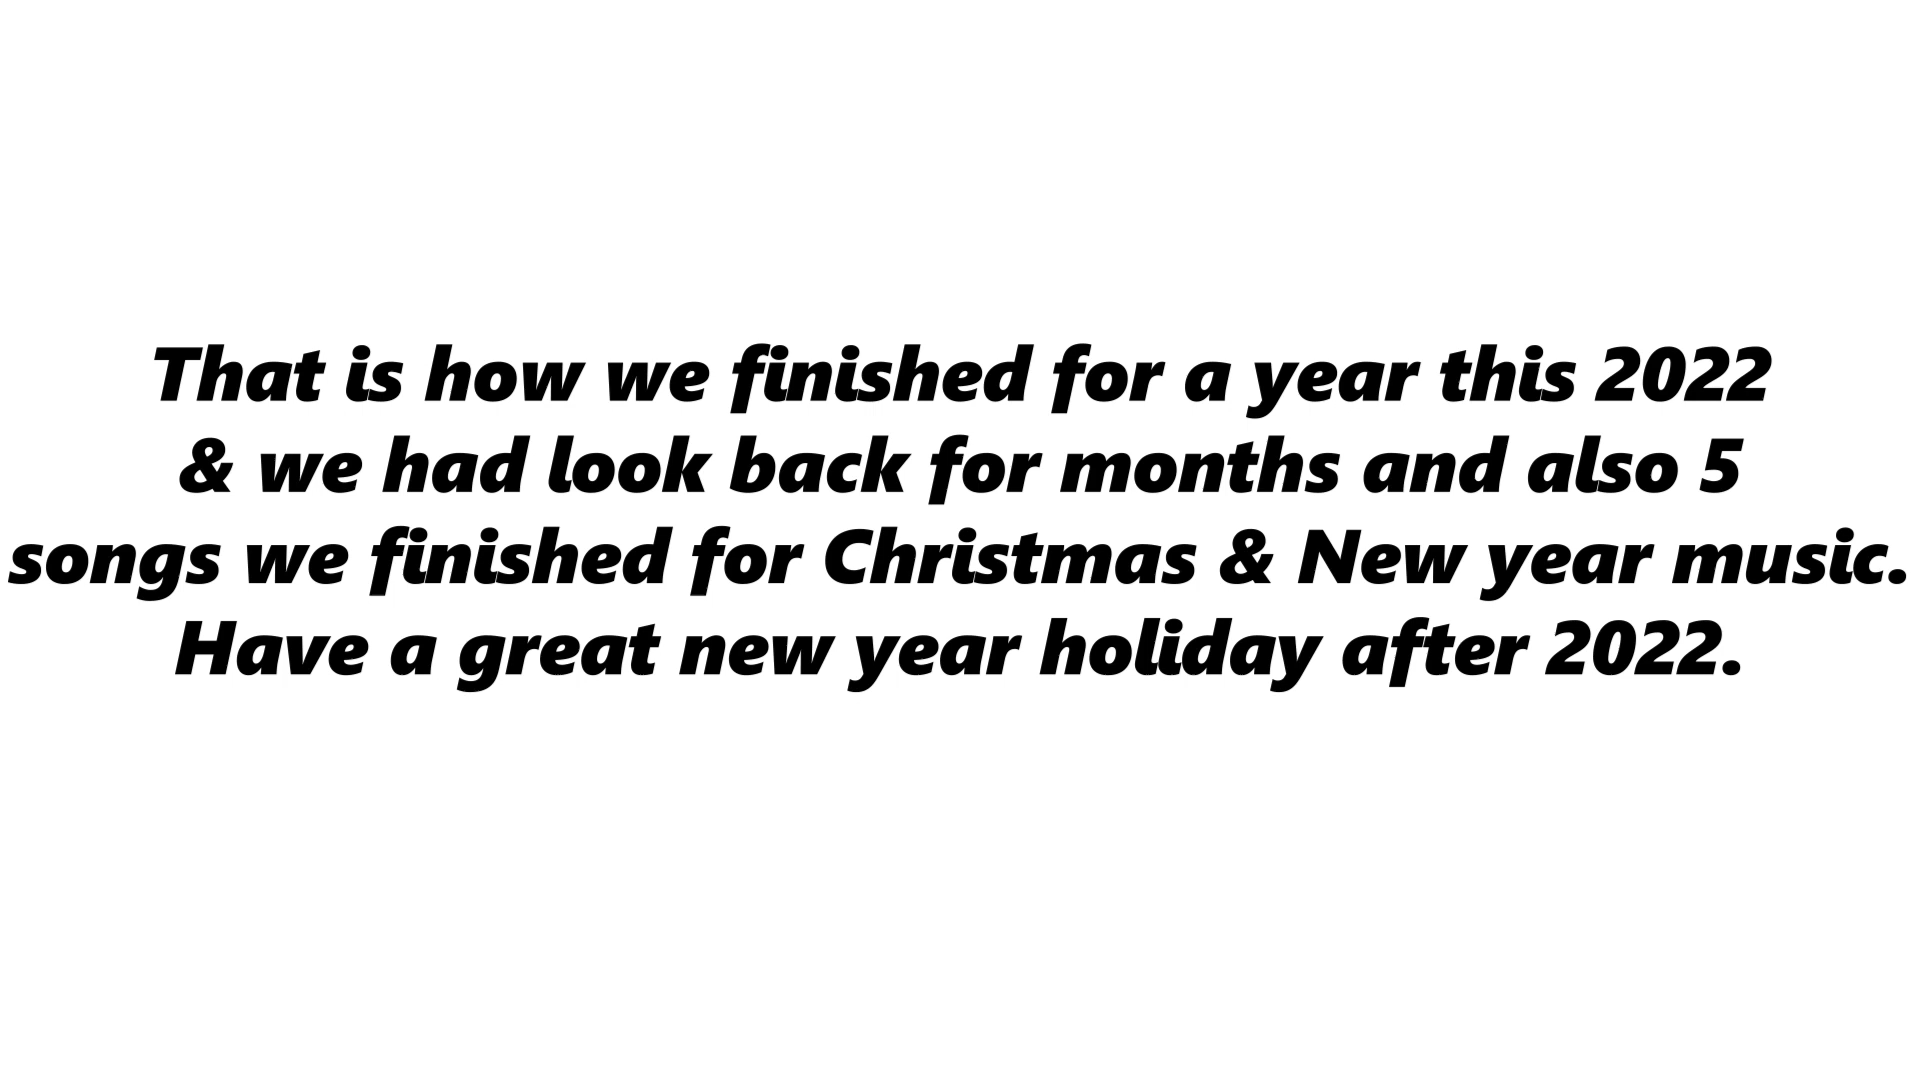 That is how we finished for a year this 2022
& we had look back for months and also 5
songs we finished for Christmas & New year music.
Have a great new year holiday after 2022.